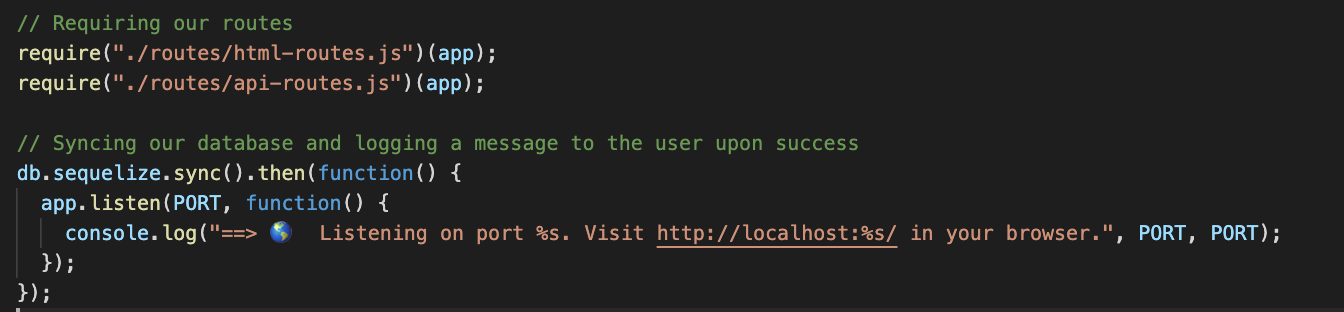 // Requiring our routes
require("./routes/html-routes.js")(app);
require("./routes/api-routes.js")(app);
// Syncing our database and logging a message to the user upon success
db.sequelize.sync().then(function() {
  app.listen(PORT, function() {
    console.log("==> 🌎  Listening on port %s. Visit http://localhost:%s/ in your browser.", PORT, PORT);
  });
});